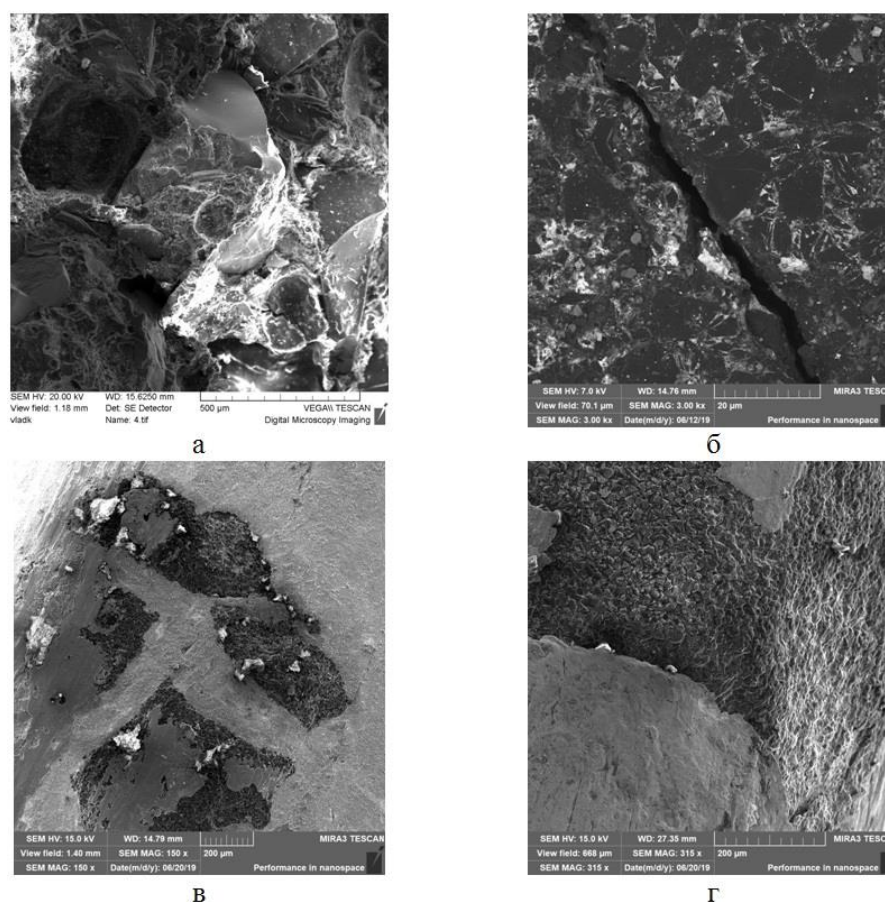 SEM HV: 20.00 kV WD: 15.6250 mm
View field: 1.18 mm Det: SE Detector 500 µm VEGA\\ TESCAN
vladk Name: 4.tif Digital Microscopy Imaging
а
SEM HV: 7.0 kV WD: 14.76 mm MIRA3 TESC
View field: 70.1 µm SEM MAG: 3.00 kx 20 µm
SEM MAG: 3.00 kx Date(m/d/y): 06/12/19 Performance in nanospace
б
SEM HV: 15.0 kV WD: 14.79 mm MIRA3 TESCAN
View field: 1.40 mm SEM MAG: 150 x 200 µm
SEM MAG: 150 x Date(m/d/y): 06/20/19 Performance in nanospace
в
SEM HV: 15.0 kV WD: 27.35 mm MIRA3 TESC
View field: 668 µm SEM MAG: 315 x 200 µm
SEM MAG: 315 x Date(m/d/y): 06/20/19 Performance in nanospace
г